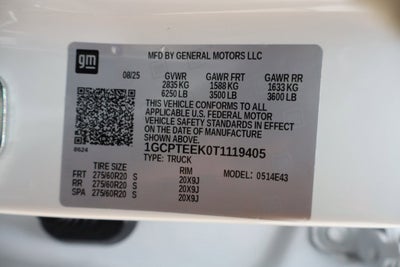 gm
MFD BY GENERAL MOTORS LLC
08/25 GVWR GAWR FRT GAWR RR
2835 KG 1588 KG 1633 KG
6250 LB 3500 LB 3600 LB
THIS VEHICLE CONFORMS TO ALL
APPLICABLE U.S. FEDERAL MOTOR
VEHICLE SAFETY STANDARDS IN EFFECT
ON THE DATE OF MANUFACTURE
SHOWN ABOVE.
8624
1GCPTEEK0T1119405
TYPE: TRUCK
TIRE SIZE RIM MODEL: 0514E43
FRT 275/60R20 S 20X9J
RR 275/60R20 S 20X9J
SPA 275/60R20 S 20X9J